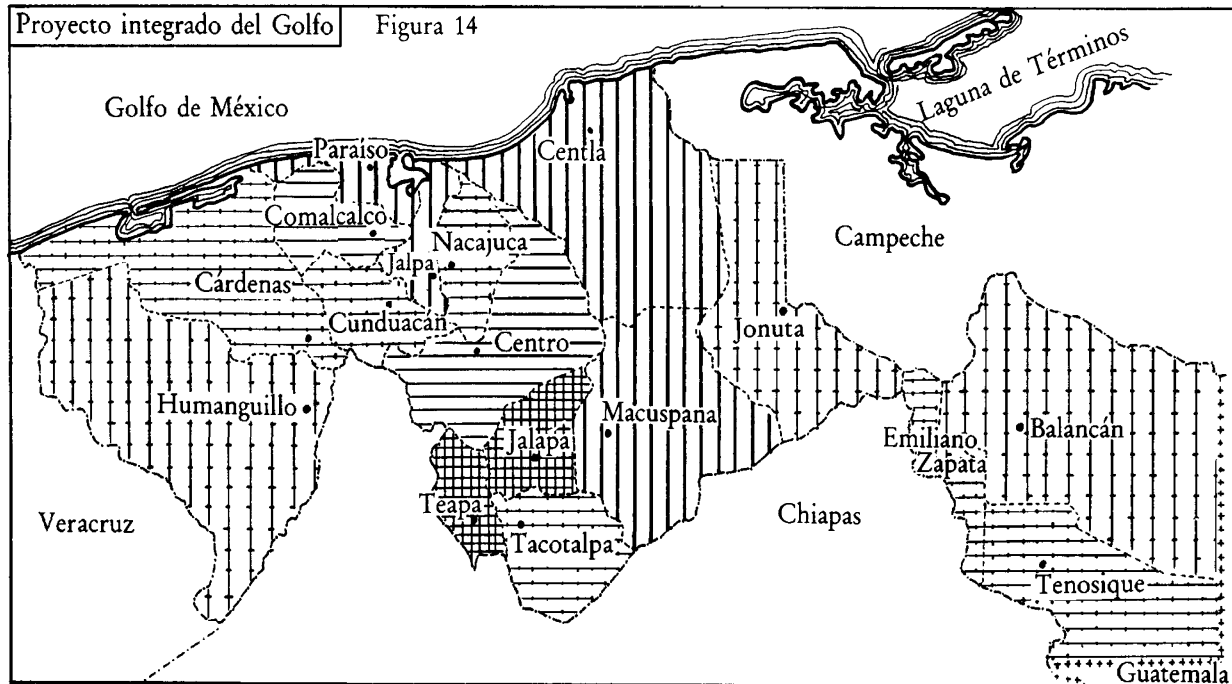 Proyecto integrado del Golfo
Figura 14
Golfo de México
Laguna de Términos
Paraíso
Centla
Comalcalco
Nacajuca
Jalpa
Campeche
Cárdenas
Cunduacán
Centro
Jonuta
Humanguillo
Macuspana
Jalapa
Emiliano
Zapata
Balancán
Veracruz
Teapa
Tacotalpa
Chiapas
Tenosique
Guatemala